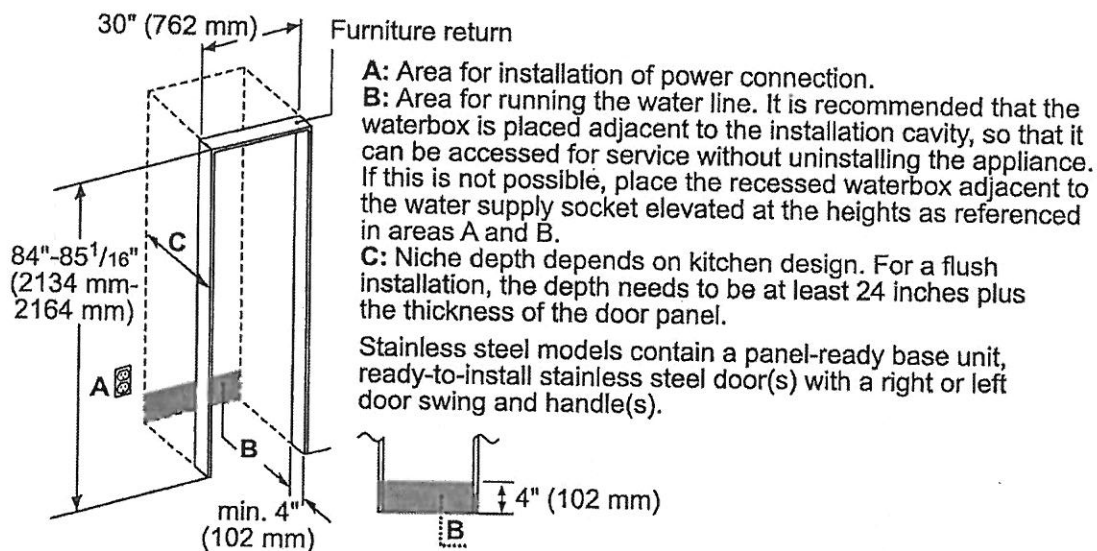 30" (762 mm)
Furniture return
A: Area for installation of power connection.
B: Area for running the water line. It is recommended that the
waterbox is placed adjacent to the installation cavity, so that it
can be accessed for service without uninstalling the appliance.
If this is not possible, place the recessed waterbox adjacent to
the water supply socket elevated at the heights as referenced
in areas A and B.
C: Niche depth depends on kitchen design. For a flush
installation, the depth needs to be at least 24 inches plus
the thickness of the door panel.
Stainless steel models contain a panel-ready base unit,
ready-to-install stainless steel door(s) with a right or left
door swing and handle(s).
C
84"-85 1/16"
(2134 mm-
2164 mm)
A
B
min. 4"
(102 mm)
4" (102 mm)
B